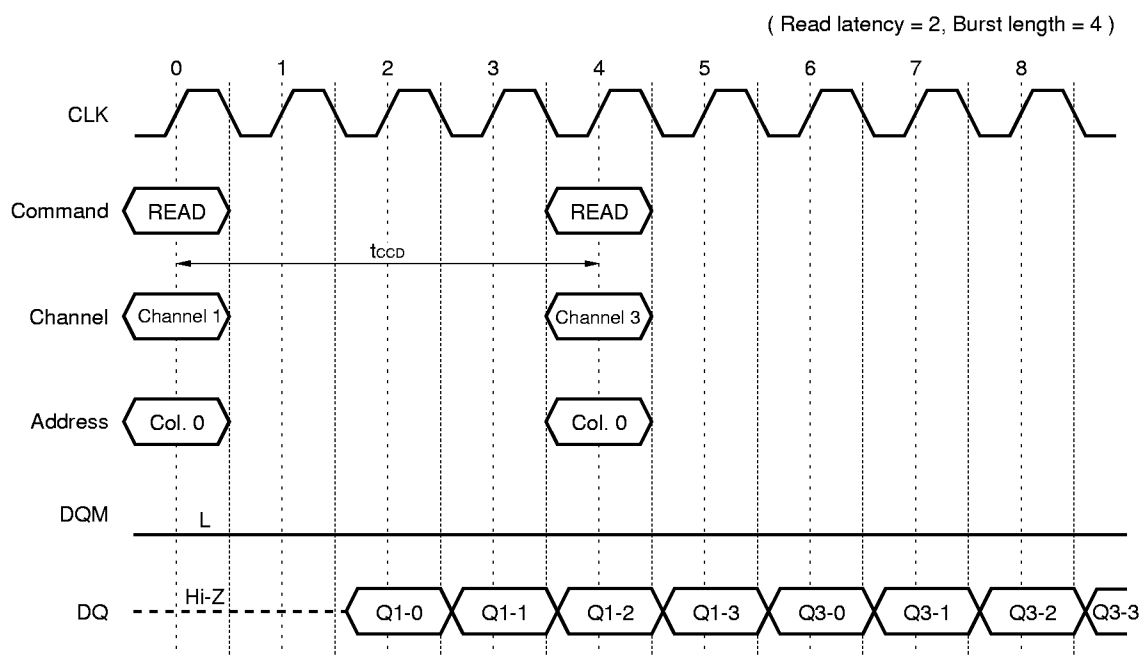 ( Read latency = 2, Burst length = 4 )
0 1 2 3 4 5 6 7 8
CLK
Command READ READ
tCCD
Channel Channel 1 Channel 3
Address Col. 0 Col. 0
DQM L
DQ Hi-Z Q1-0 Q1-1 Q1-2 Q1-3 Q3-0 Q3-1 Q3-2 Q3-3